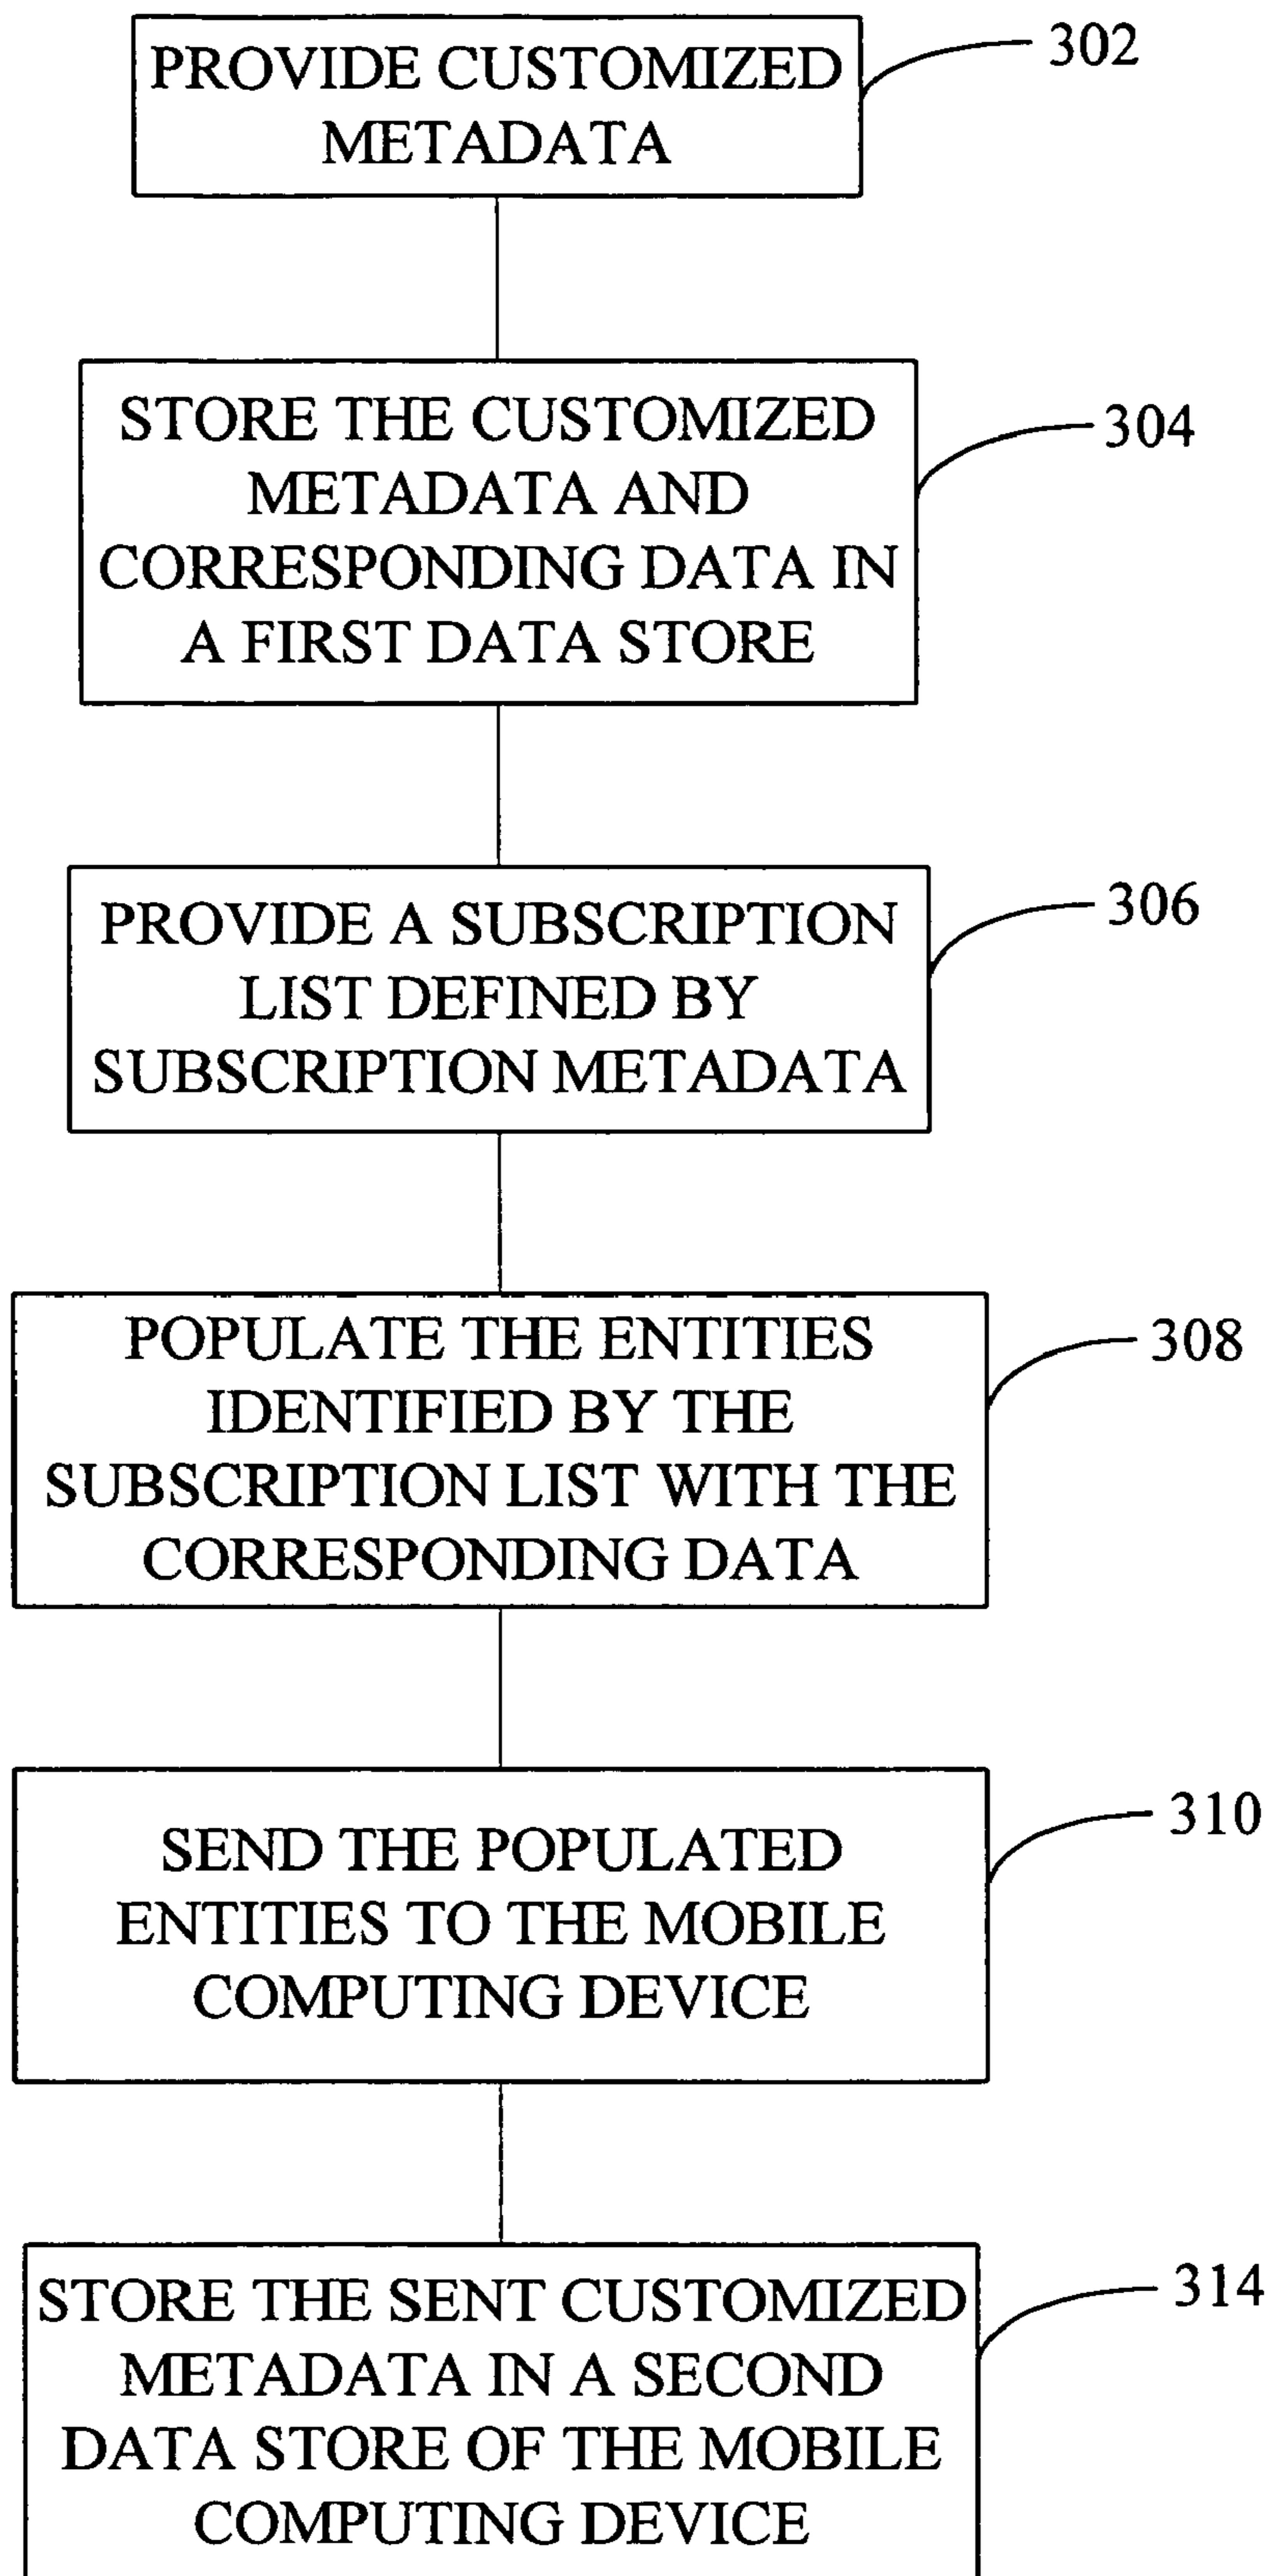 PROVIDE CUSTOMIZED
METADATA
302
STORE THE CUSTOMIZED
METADATA AND
CORRESPONDING DATA IN
A FIRST DATA STORE
304
PROVIDE A SUBSCRIPTION
LIST DEFINED BY
SUBSCRIPTION METADATA
306
POPULATE THE ENTITIES
IDENTIFIED BY THE
SUBSCRIPTION LIST WITH THE
CORRESPONDING DATA
308
SEND THE POPULATED
ENTITIES TO THE MOBILE
COMPUTING DEVICE
310
STORE THE SENT CUSTOMIZED
METADATA IN A SECOND
DATA STORE OF THE MOBILE
COMPUTING DEVICE
314